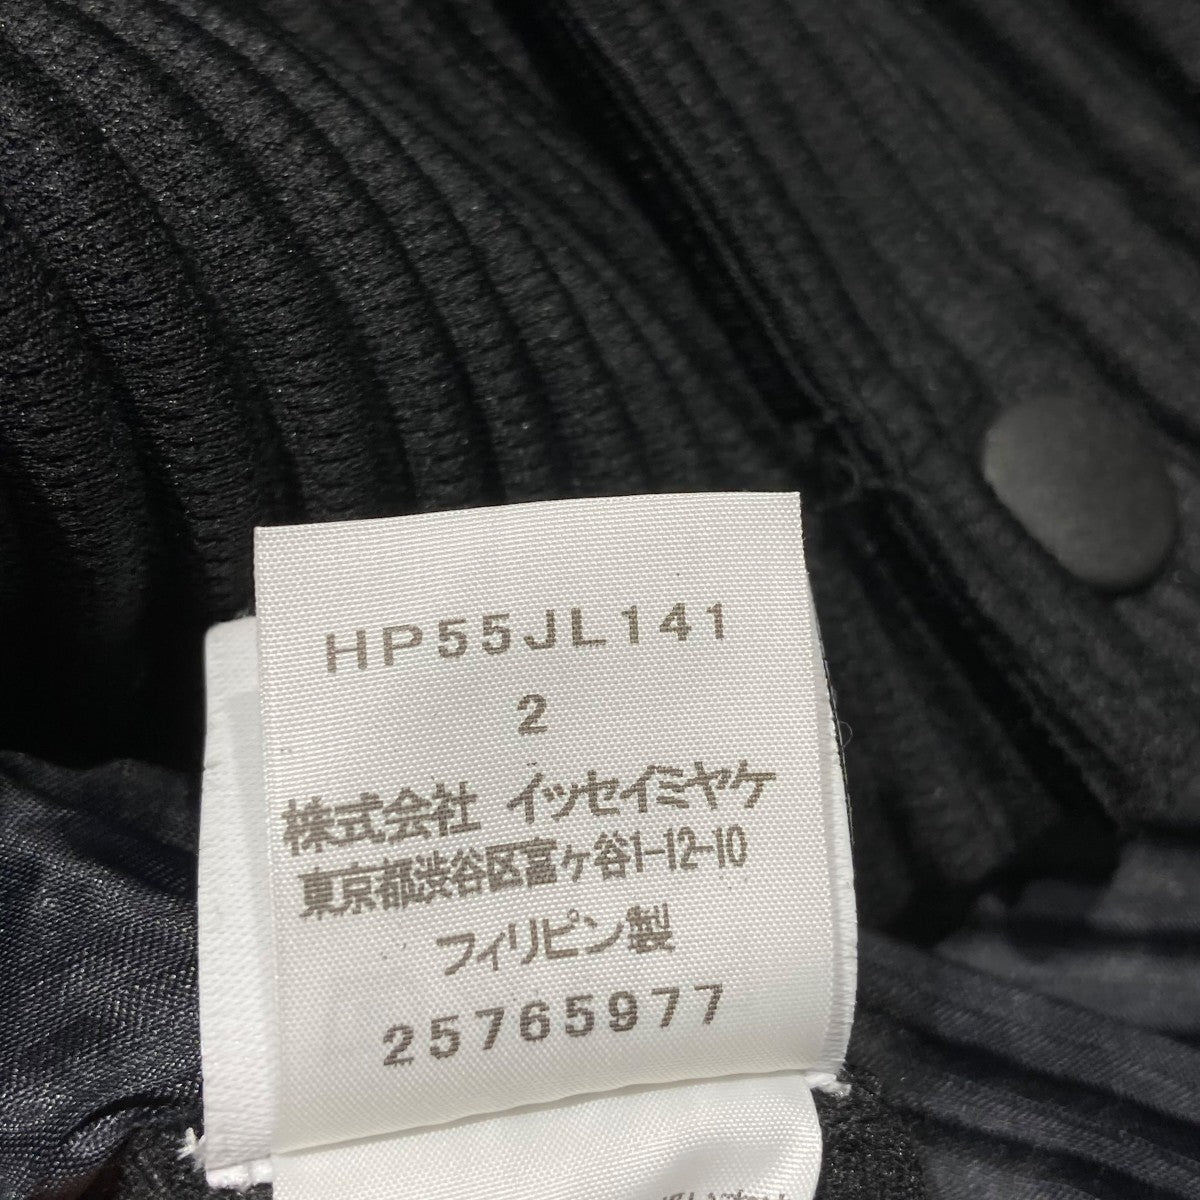 HP55JL141
2
株式会社 イッセイミヤケ
東京都渋谷区富ヶ谷1-12-10
フィリピン製
25765977